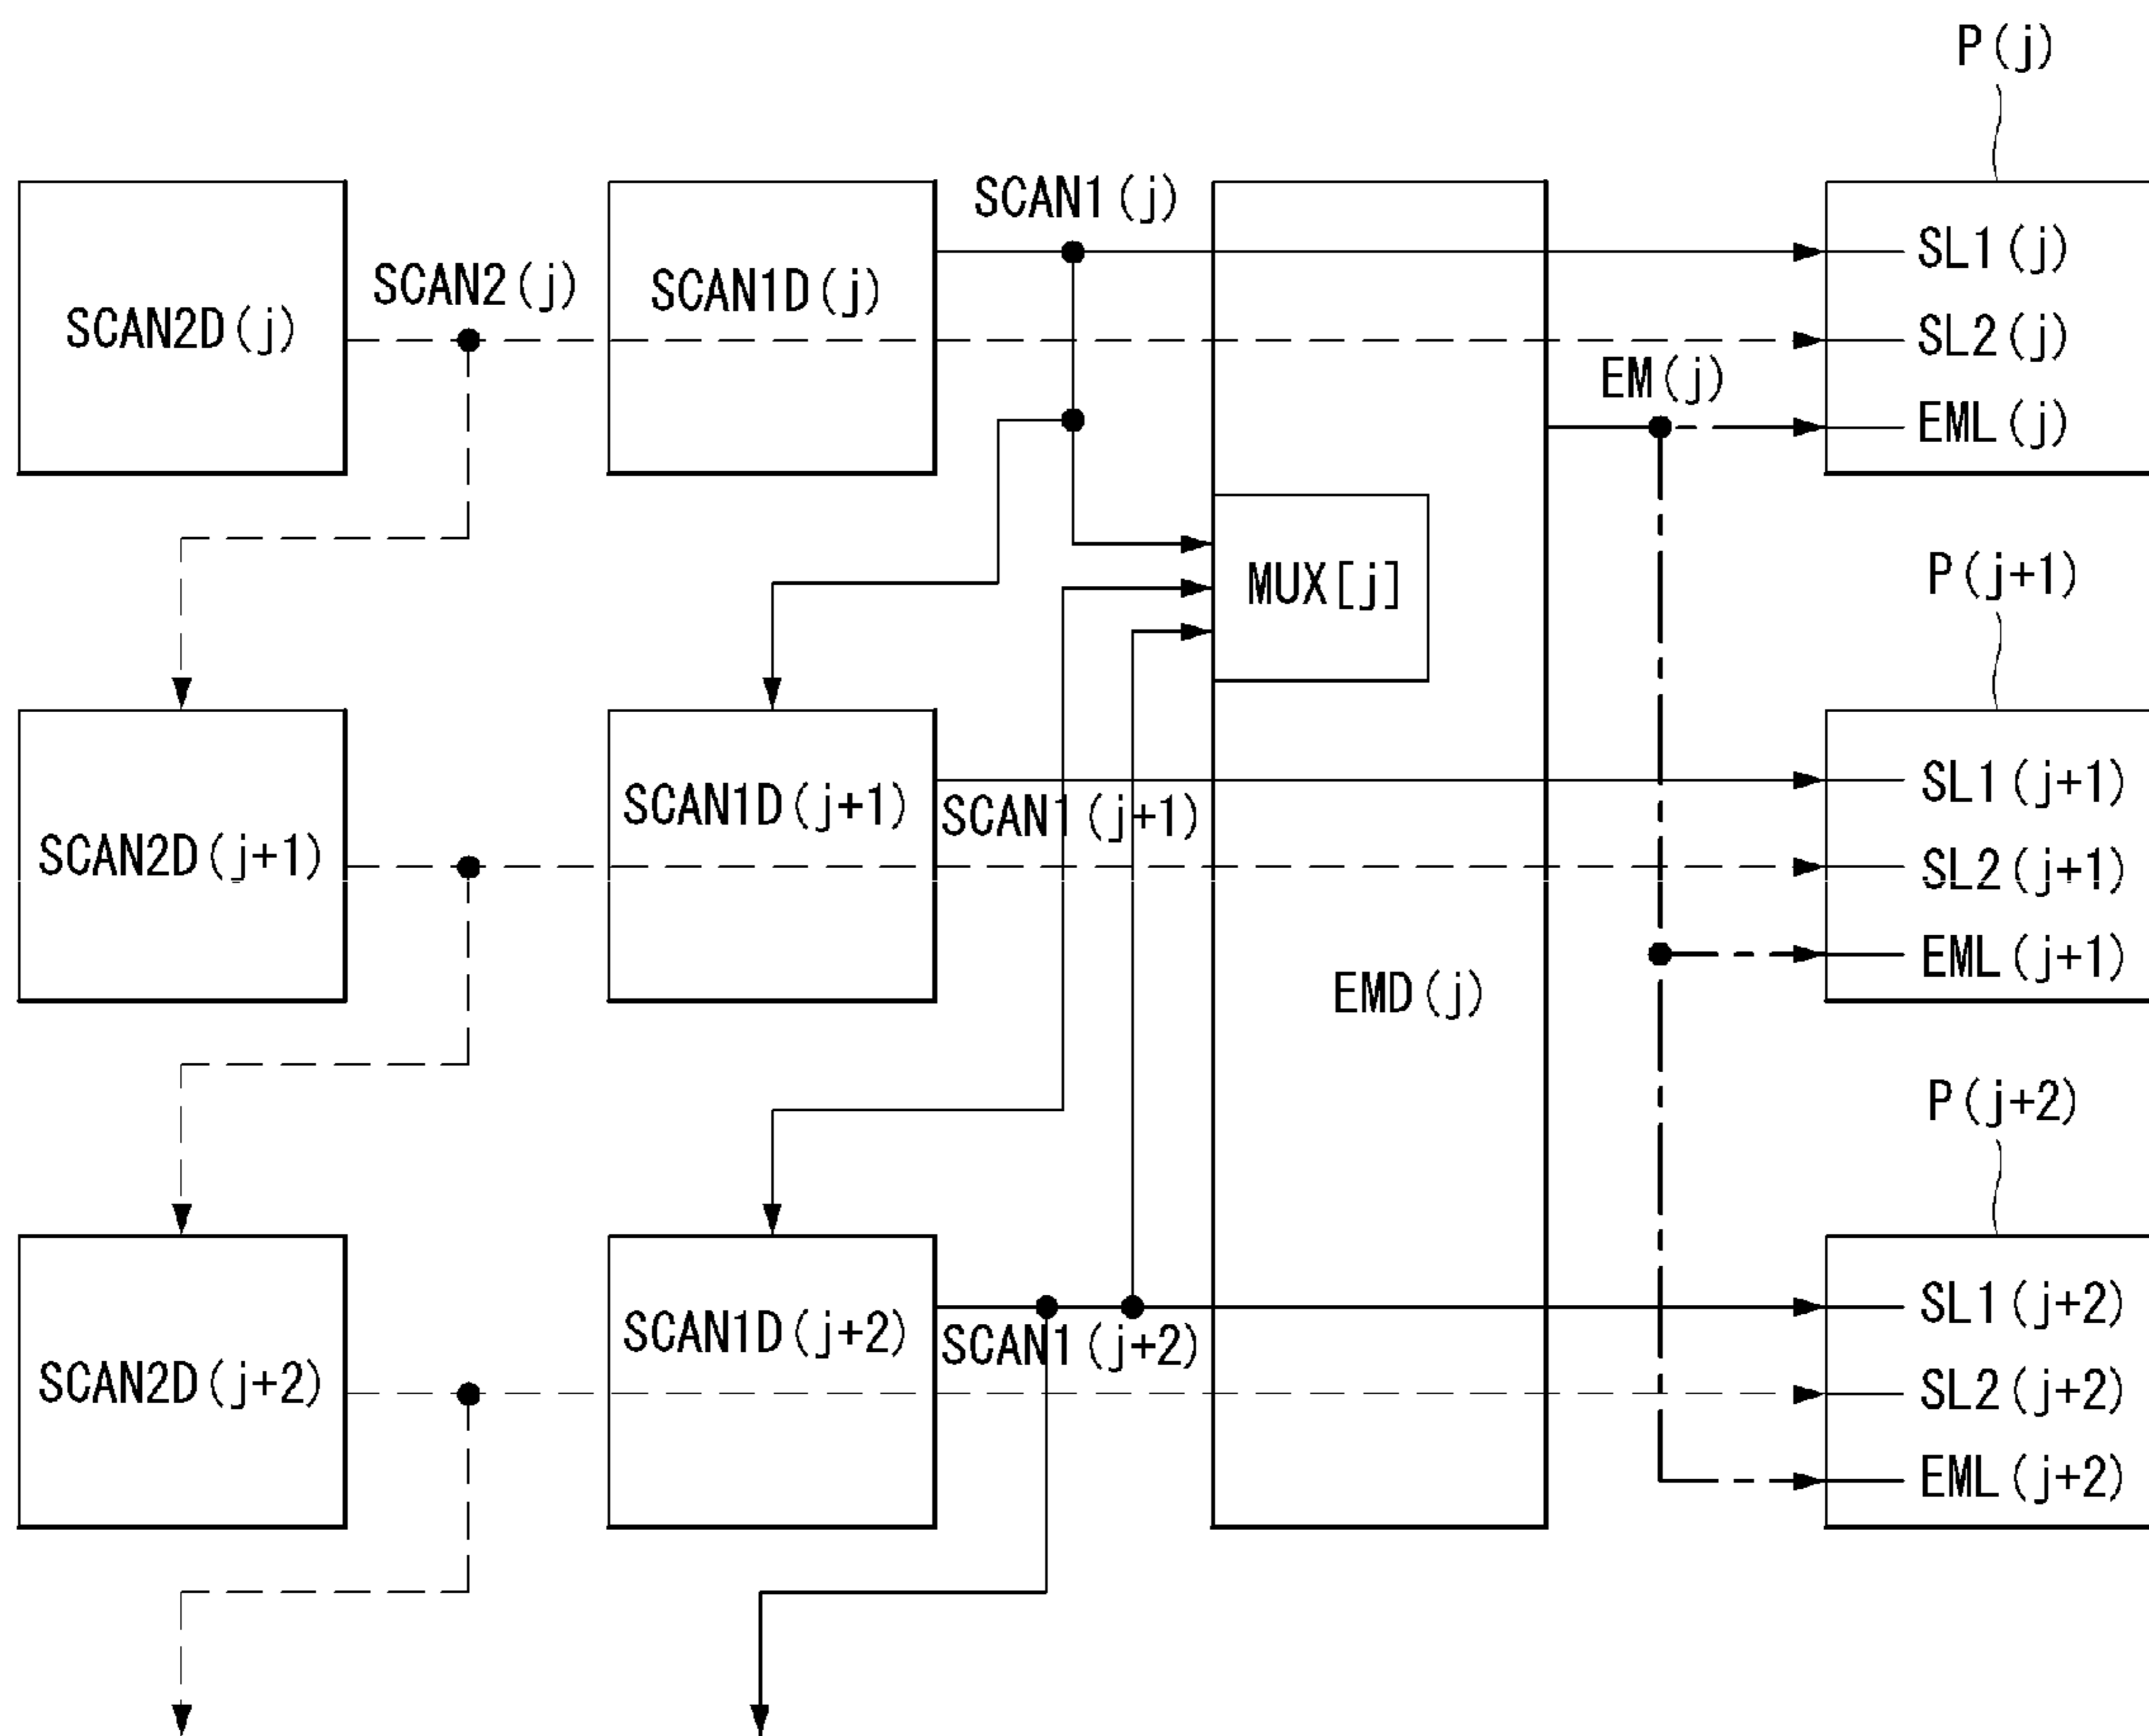 P(j)
SCAN2D(j)
SCAN2(j)
SCAN1D(j)
SCAN1(j)
SL1(j)
SL2(j)
EM(j)
EML(j)
MUX[j]
P(j+1)
SCAN2D(j+1)
SCAN1D(j+1)
SCAN1(j+1)
SL1(j+1)
SL2(j+1)
EML(j+1)
EMD(j)
P(j+2)
SCAN2D(j+2)
SCAN1D(j+2)
SCAN1(j+2)
SL1(j+2)
SL2(j+2)
EML(j+2)